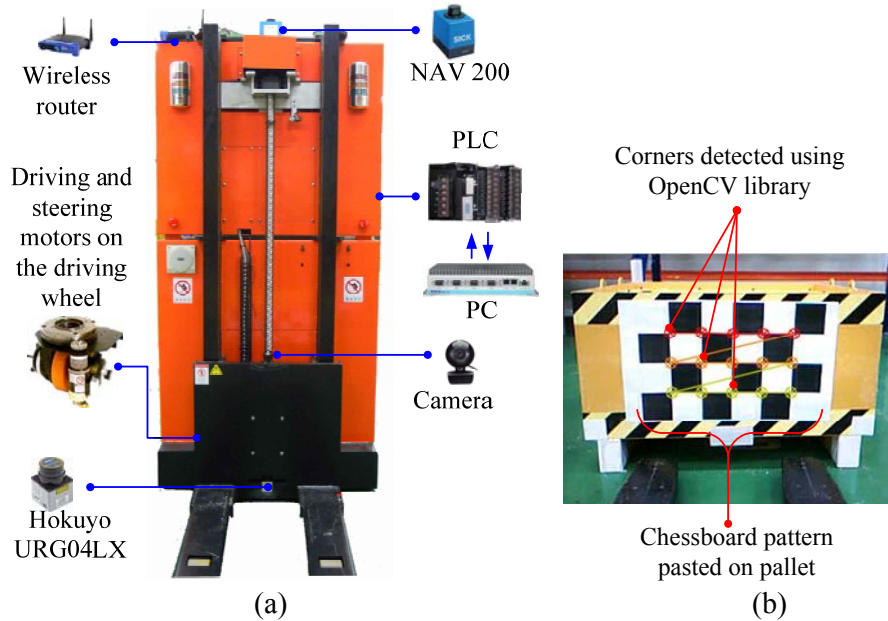 Wireless
router
SICK
NAV 200
PLC
Driving and
steering
motors on
the driving
wheel
PC
Camera
Hokuyo
URG04LX
(a)
Corners detected using
OpenCV library
Chessboard pattern
pasted on pallet
(b)